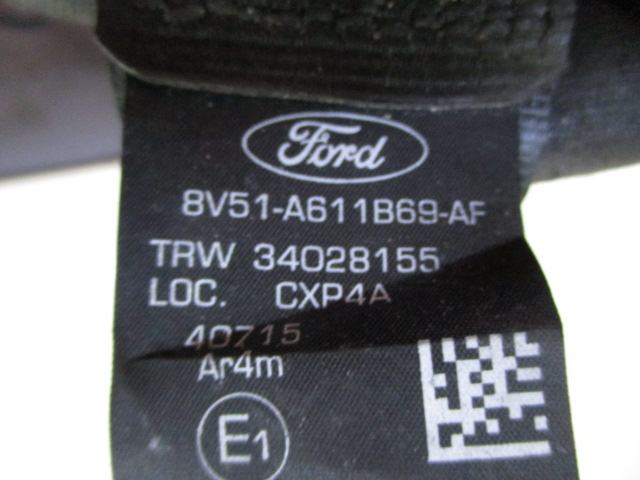 Ford
8V51-A611B69-AF
TRW 34028155
LOC. CXP4A
40715
Ar4m
E1